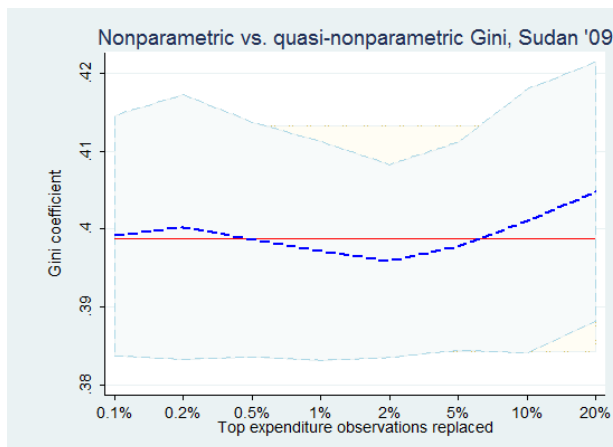 Nonparametric vs. quasi-nonparametric Gini, Sudan '09
.42
.41
.4
.39
.38
Gini coefficient
0.1% 0.2% 0.5% 1% 2% 5% 10% 20%
Top expenditure observations replaced